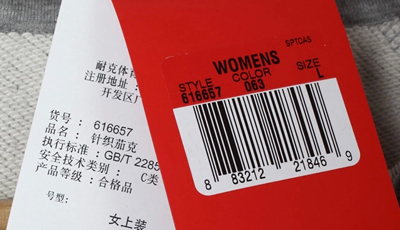 耐克体育
注册地址：
开发区
货号： 616657
品名： 针织茄克
执行标准：GB/T 2285
安全技术类别： C类
产品等级：合格品
号型：
女上装
SPTCAS
WOMENS
STYLE COLOR SIZE
616657 063 L
8 83212 21846 9